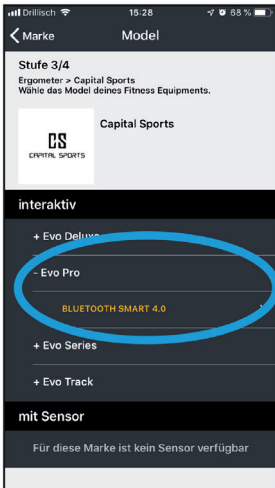 Drillisch 15:28 68 %
Marke Model
Stufe 3/4
Ergometer > Capital Sports
Wähle das Model deines Fitness Equipments.
CS
CAPITAL SPORTS
Capital Sports
interaktiv
+ Evo Deluxe
- Evo Pro
BLUETOOTH SMART 4.0
+ Evo Series
+ Evo Track
mit Sensor
Für diese Marke ist kein Sensor verfügbar